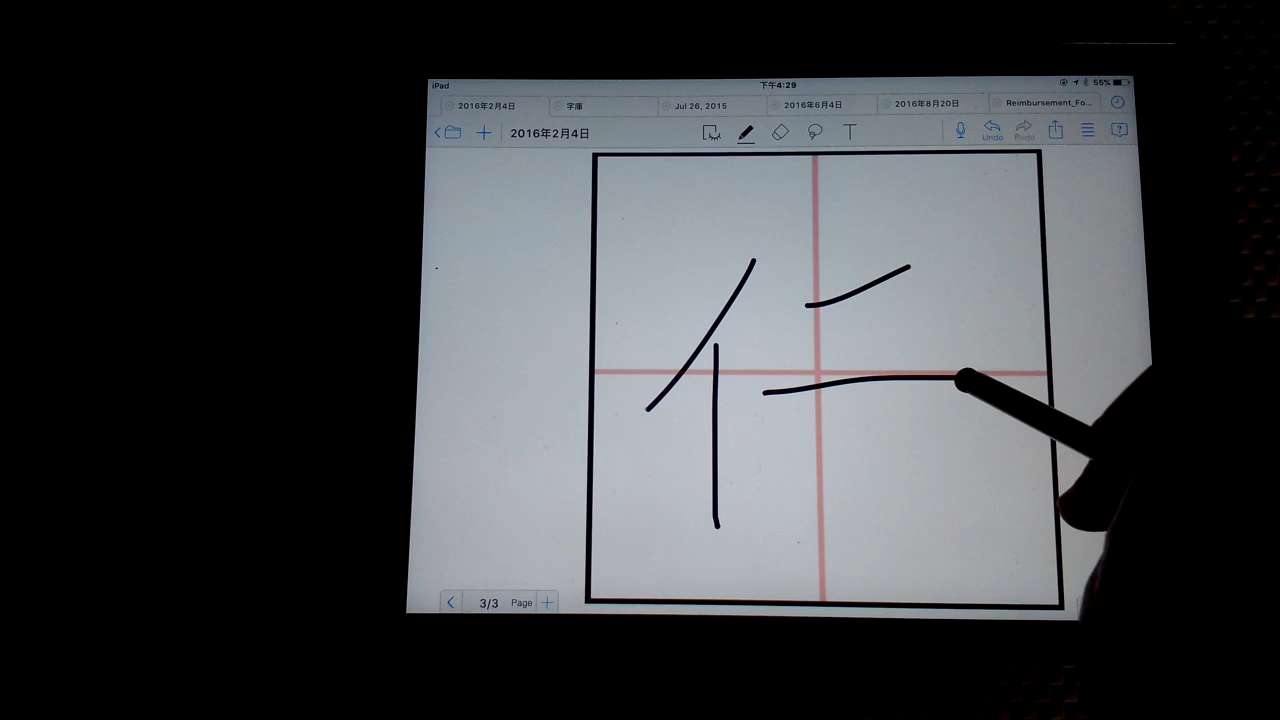 iPad 下午4:29 55%
2016年2月4日 字庫 Jul 26, 2015 2016年6月4日 2016年8月20日 Reimbursement_Fo...
2016年2月4日 T Undo Redo ?
3/3 Page